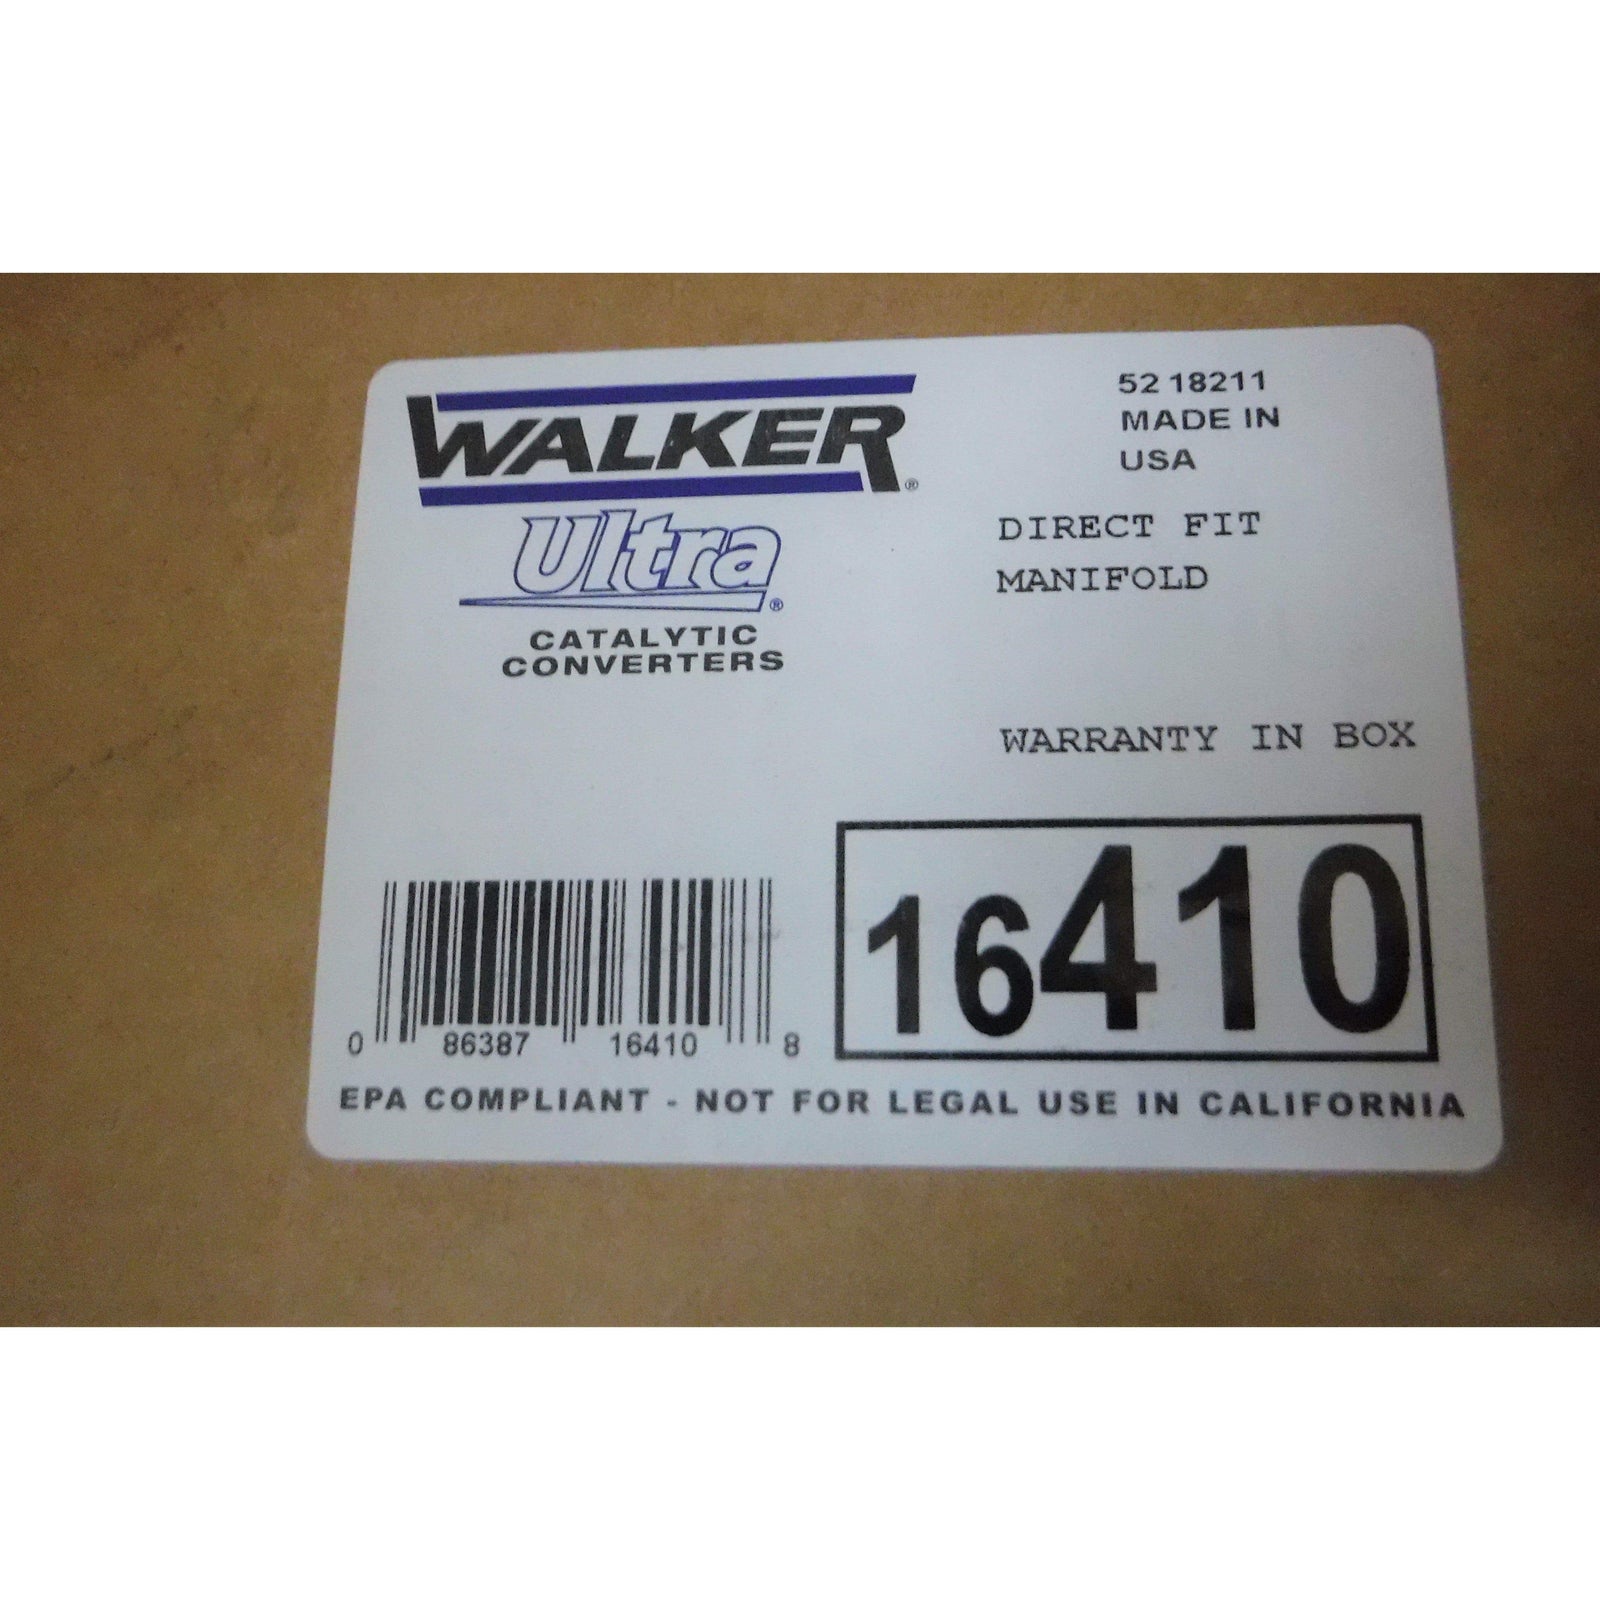 WALKER®
Ultra®
CATALYTIC
CONVERTERS
52 18211
MADE IN
USA
DIRECT FIT
MANIFOLD
WARRANTY IN BOX
16410
0 86387 16410 8
EPA COMPLIANT - NOT FOR LEGAL USE IN CALIFORNIA